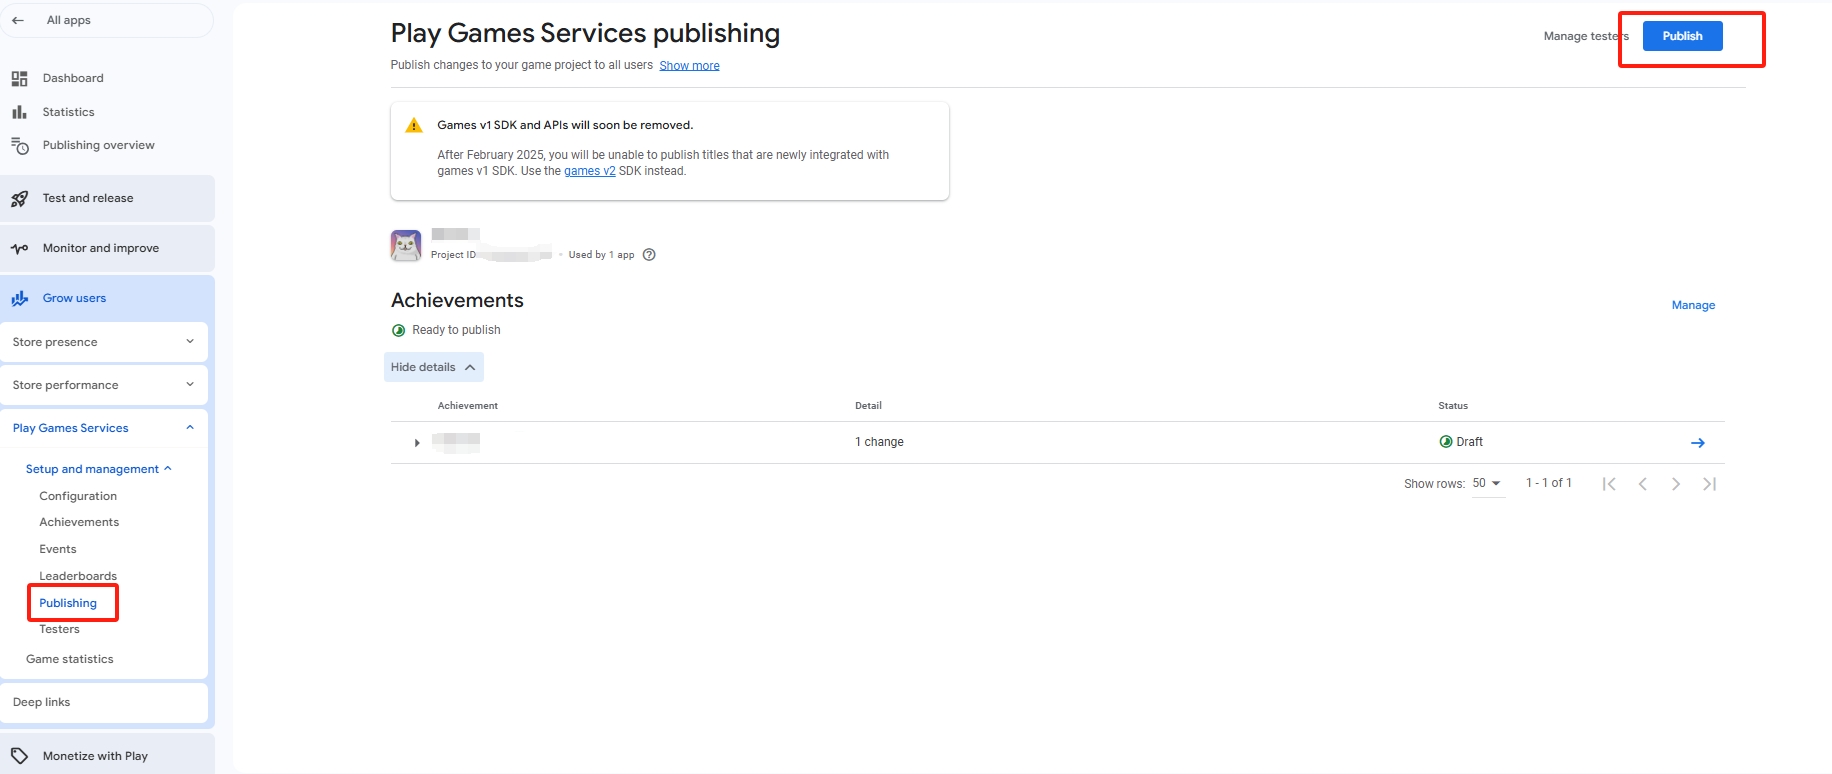 All apps
Dashboard
Statistics
Publishing overview
Test and release
Monitor and improve
Grow users
Store presence
Store performance
Play Games Services
Setup and management
Configuration
Achievements
Events
Leaderboards
Publishing
Testers
Game statistics
Deep links
Monetize with Play
Play Games Services publishing
Publish changes to your game project to all users Show more
Manage testers
Publish
Games v1 SDK and APIs will soon be removed.
After February 2025, you will be unable to publish titles that are newly integrated with
games v1 SDK. Use the games v2 SDK instead.
Project ID
• Used by 1 app
Achievements
Manage
Ready to publish
Hide details
Achievement Detail Status
1 change Draft
Show rows: 50 1 - 1 of 1